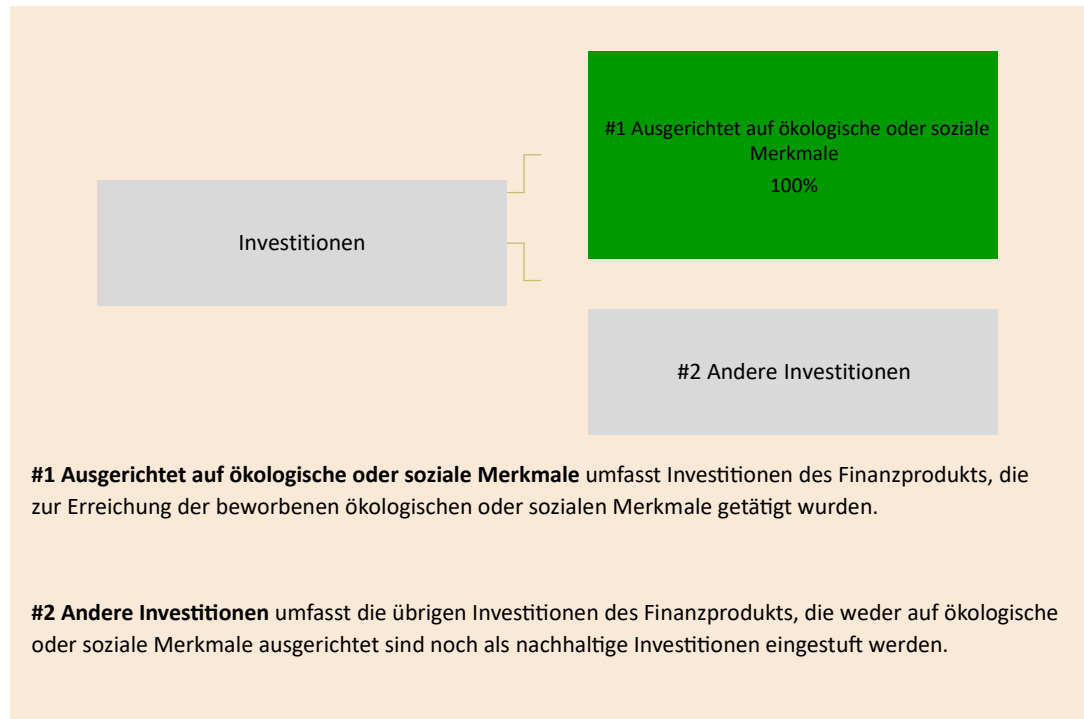 #1 Ausgerichtet auf ökologische oder soziale
Merkmale
100%
Investitionen
#2 Andere Investitionen
#1 Ausgerichtet auf ökologische oder soziale Merkmale umfasst Investitionen des Finanzprodukts, die
zur Erreichung der beworbenen ökologischen oder sozialen Merkmale getätigt wurden.
#2 Andere Investitionen umfasst die übrigen Investitionen des Finanzprodukts, die weder auf ökologische
oder soziale Merkmale ausgerichtet sind noch als nachhaltige Investitionen eingestuft werden.